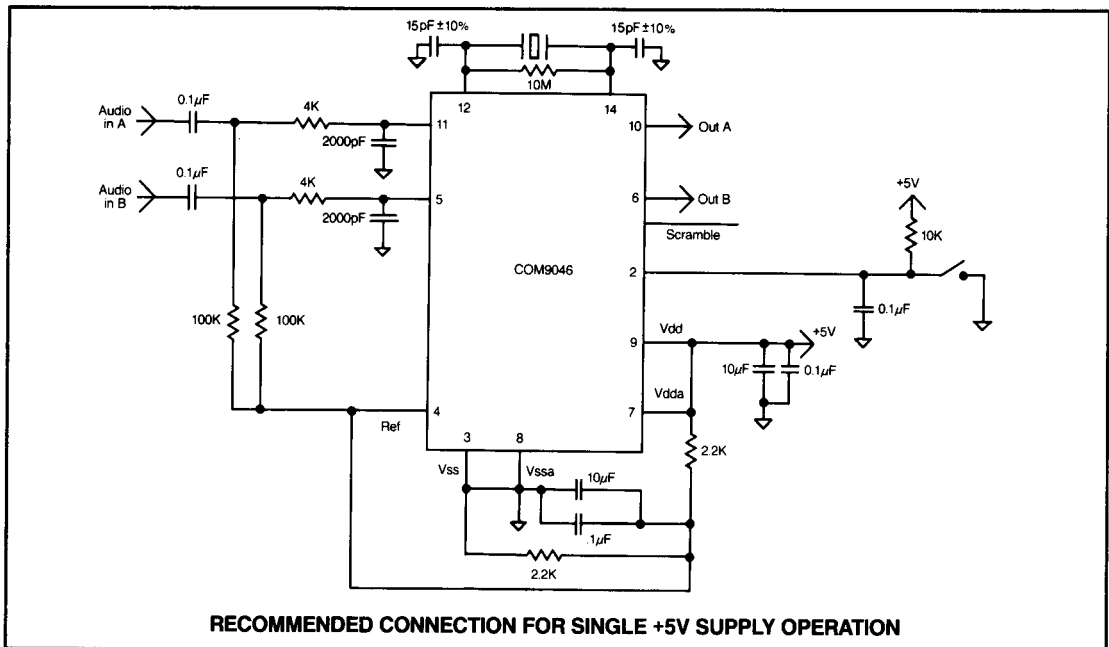 15pF±10%
15pF±10%
10M
12
14
Audio
in A
0.1µF
4K
11
2000pF
10
Out A
Audio
in B
0.1µF
4K
5
2000pF
6
Out B
Scramble
+5V
10K
COM9046
2
0.1µF
100K
100K
Vdd
9
+5V
10µF
0.1µF
Vdda
7
4
Ref
3
8
2.2K
Vss
Vssa
10µF
.1µF
2.2K
RECOMMENDED CONNECTION FOR SINGLE +5V SUPPLY OPERATION